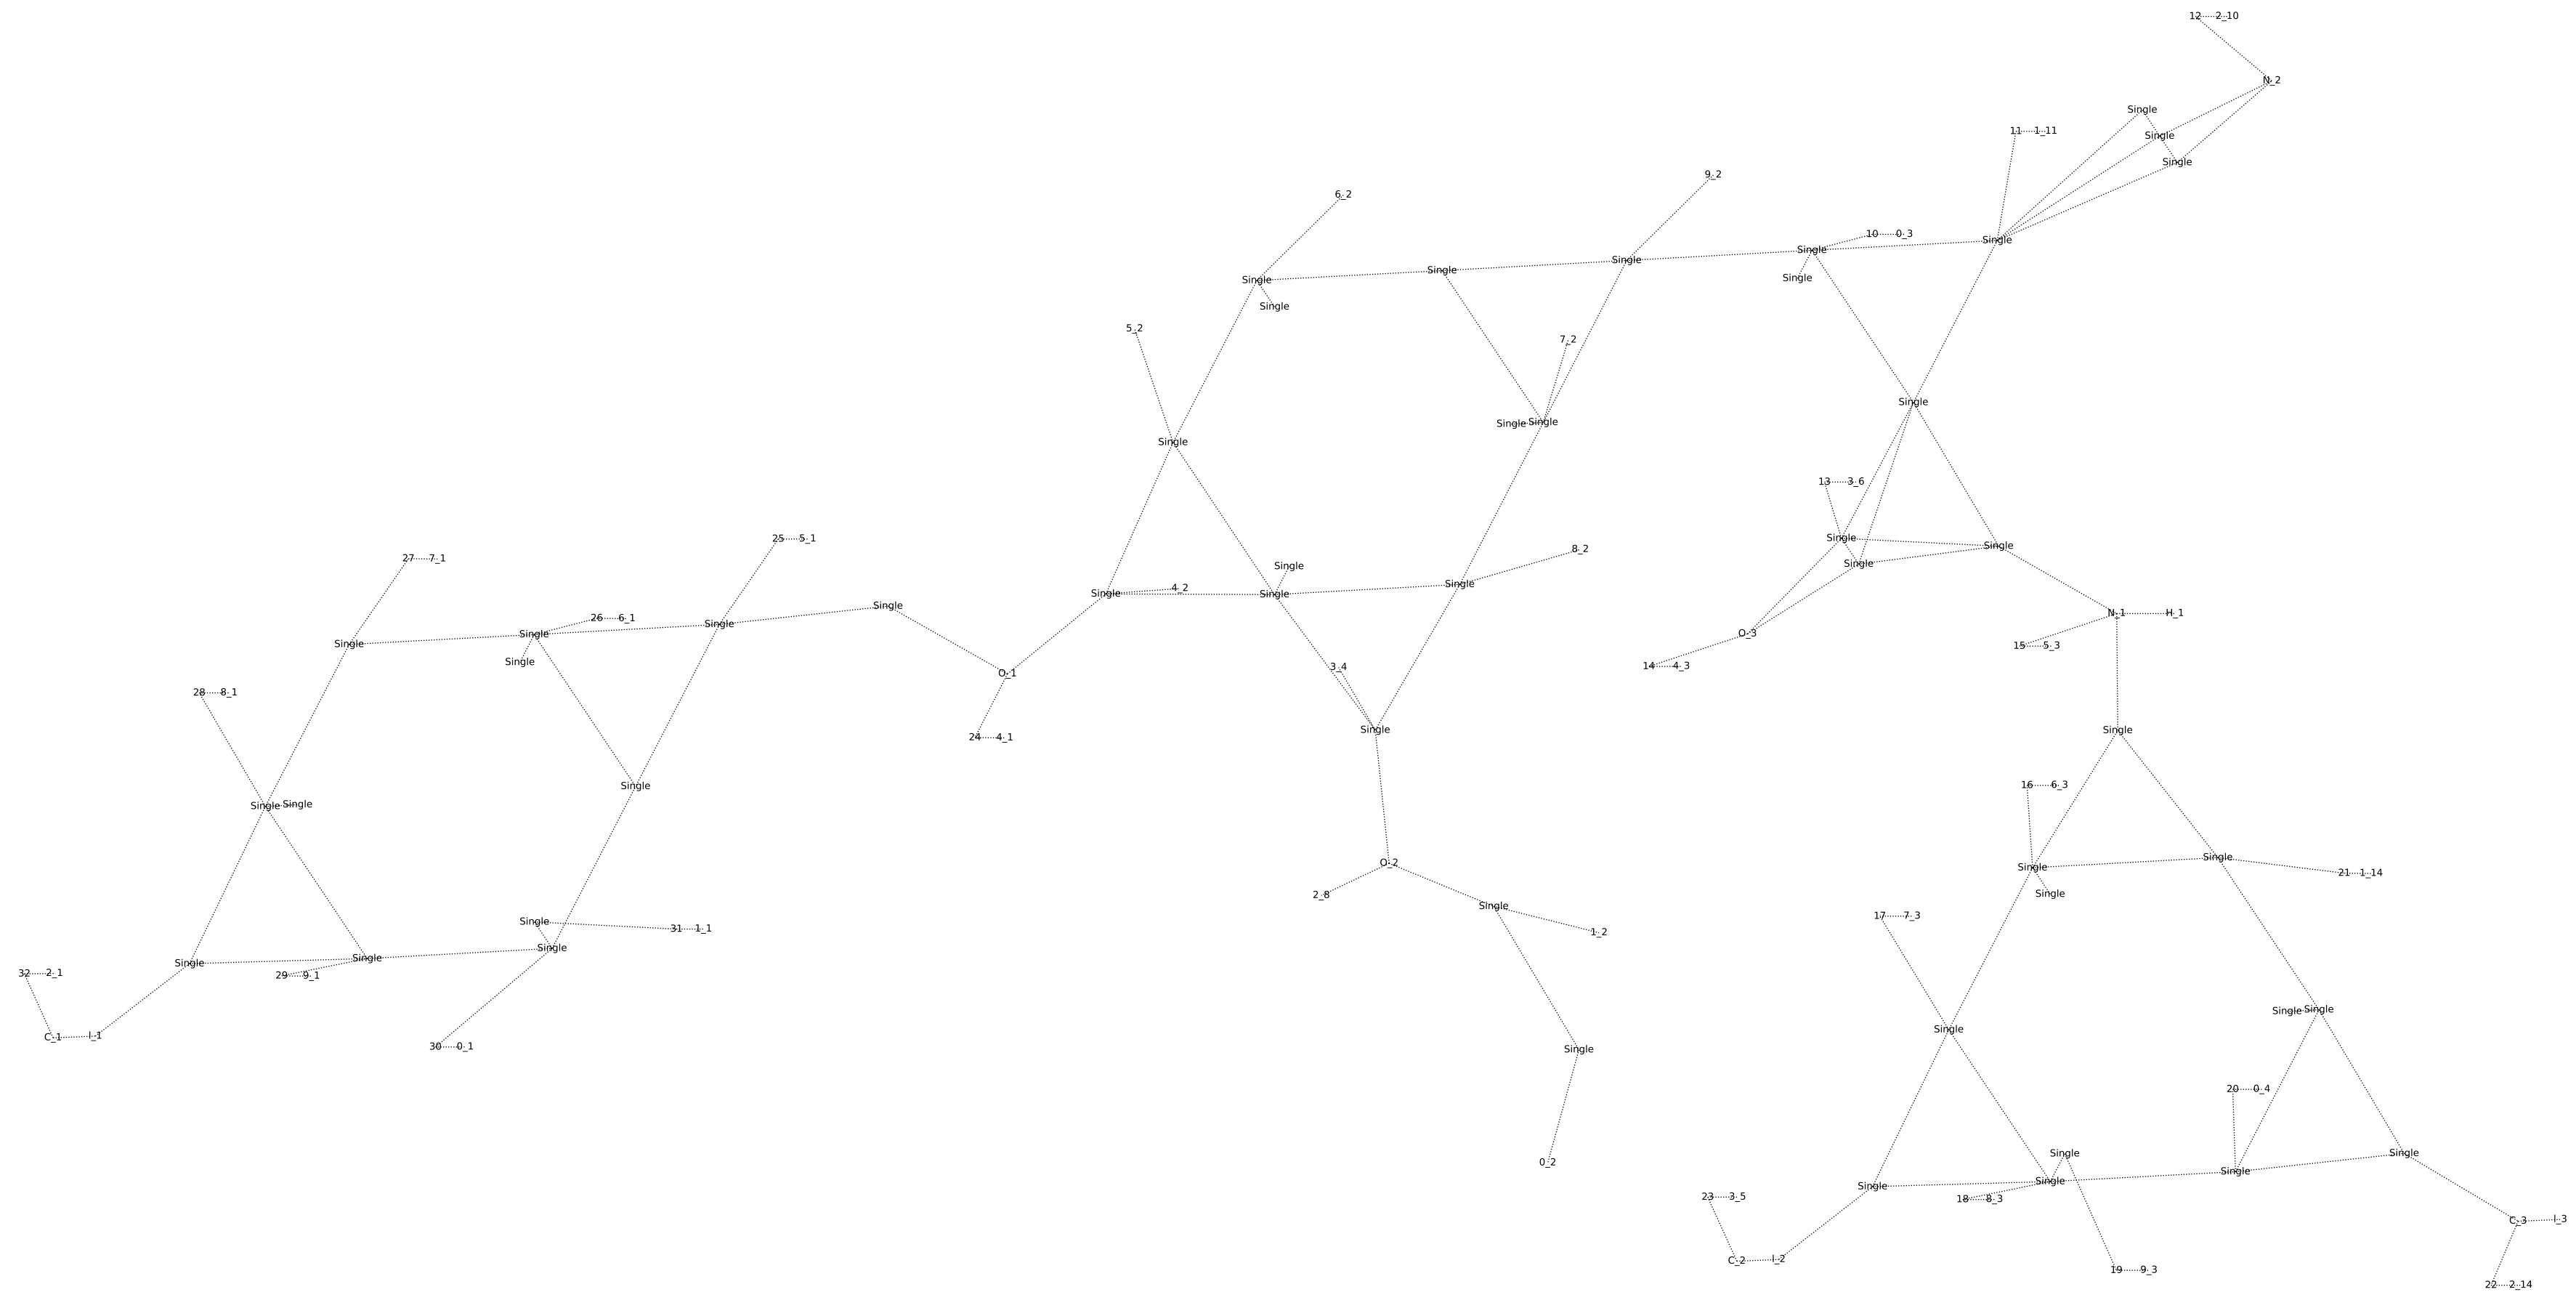 12 2_10
N_2
Single
11 1_11
Single
Single
9_2
6_2
10 0_3
Single
Single
Single
Single
Single
Single
Single
Single
5_2
7_2
Single
Single Single
Single
13 3_6
27 7_1
25 5_1
Single
Single
Single
8_2
Single
Single
4_2
Single
Single
26 6_1
Single
Single
Single
Single
O_1
O_3
N_1 H_1
15 5_3
14 4_3
3_4
28 8_1
24 4_1
Single
Single
Single
16 6_3
Single Single
O_2
Single
Single
21 1_14
2_8
Single
Single
17 7_3
Single
31 1_1
1_2
Single
Single
Single
32 2_1
29 9_1
Single Single
C_1 I_1
30 0_1
Single
Single
20 0_4
0_2
Single
Single
Single
Single
Single
23 3_5
18 8_3
C_3 I_3
C_2 I_2
19 9_3
22 2_14